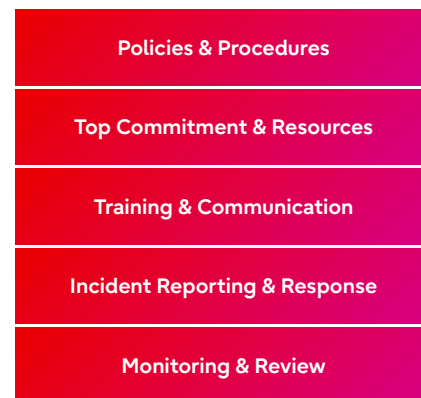 Policies & Procedures
Top Commitment & Resources
Training & Communication
Incident Reporting & Response
Monitoring & Review